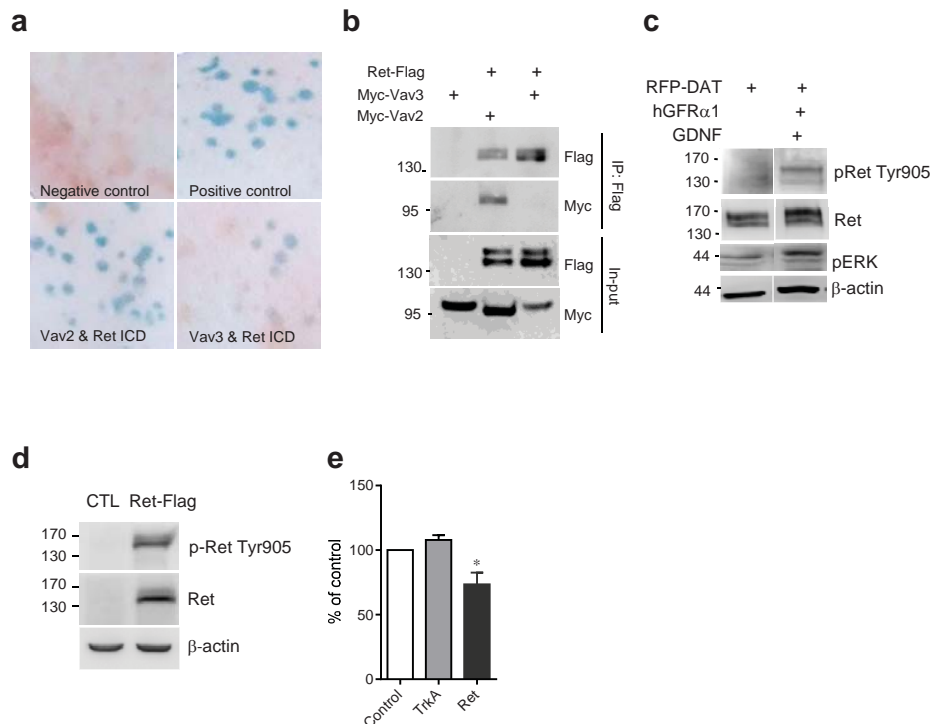 a
Negative control
Positive control
Vav2 & Ret ICD
Vav3 & Ret ICD
b
Ret-Flag + +
Myc-Vav3 + +
Myc-Vav2 +
130
Flag
95
Myc
IP: Flag
130
Flag
95
Myc
In-put
c
RFP-DAT + +
hGFRα1 +
GDNF +
170
130
pRet Tyr905
170
130
Ret
44
pERK
44
β-actin
d
CTL Ret-Flag
170
130
p-Ret Tyr905
170
130
Ret
β-actin
e
% of control
150
100
50
0
*
Control
TrkA
Ret